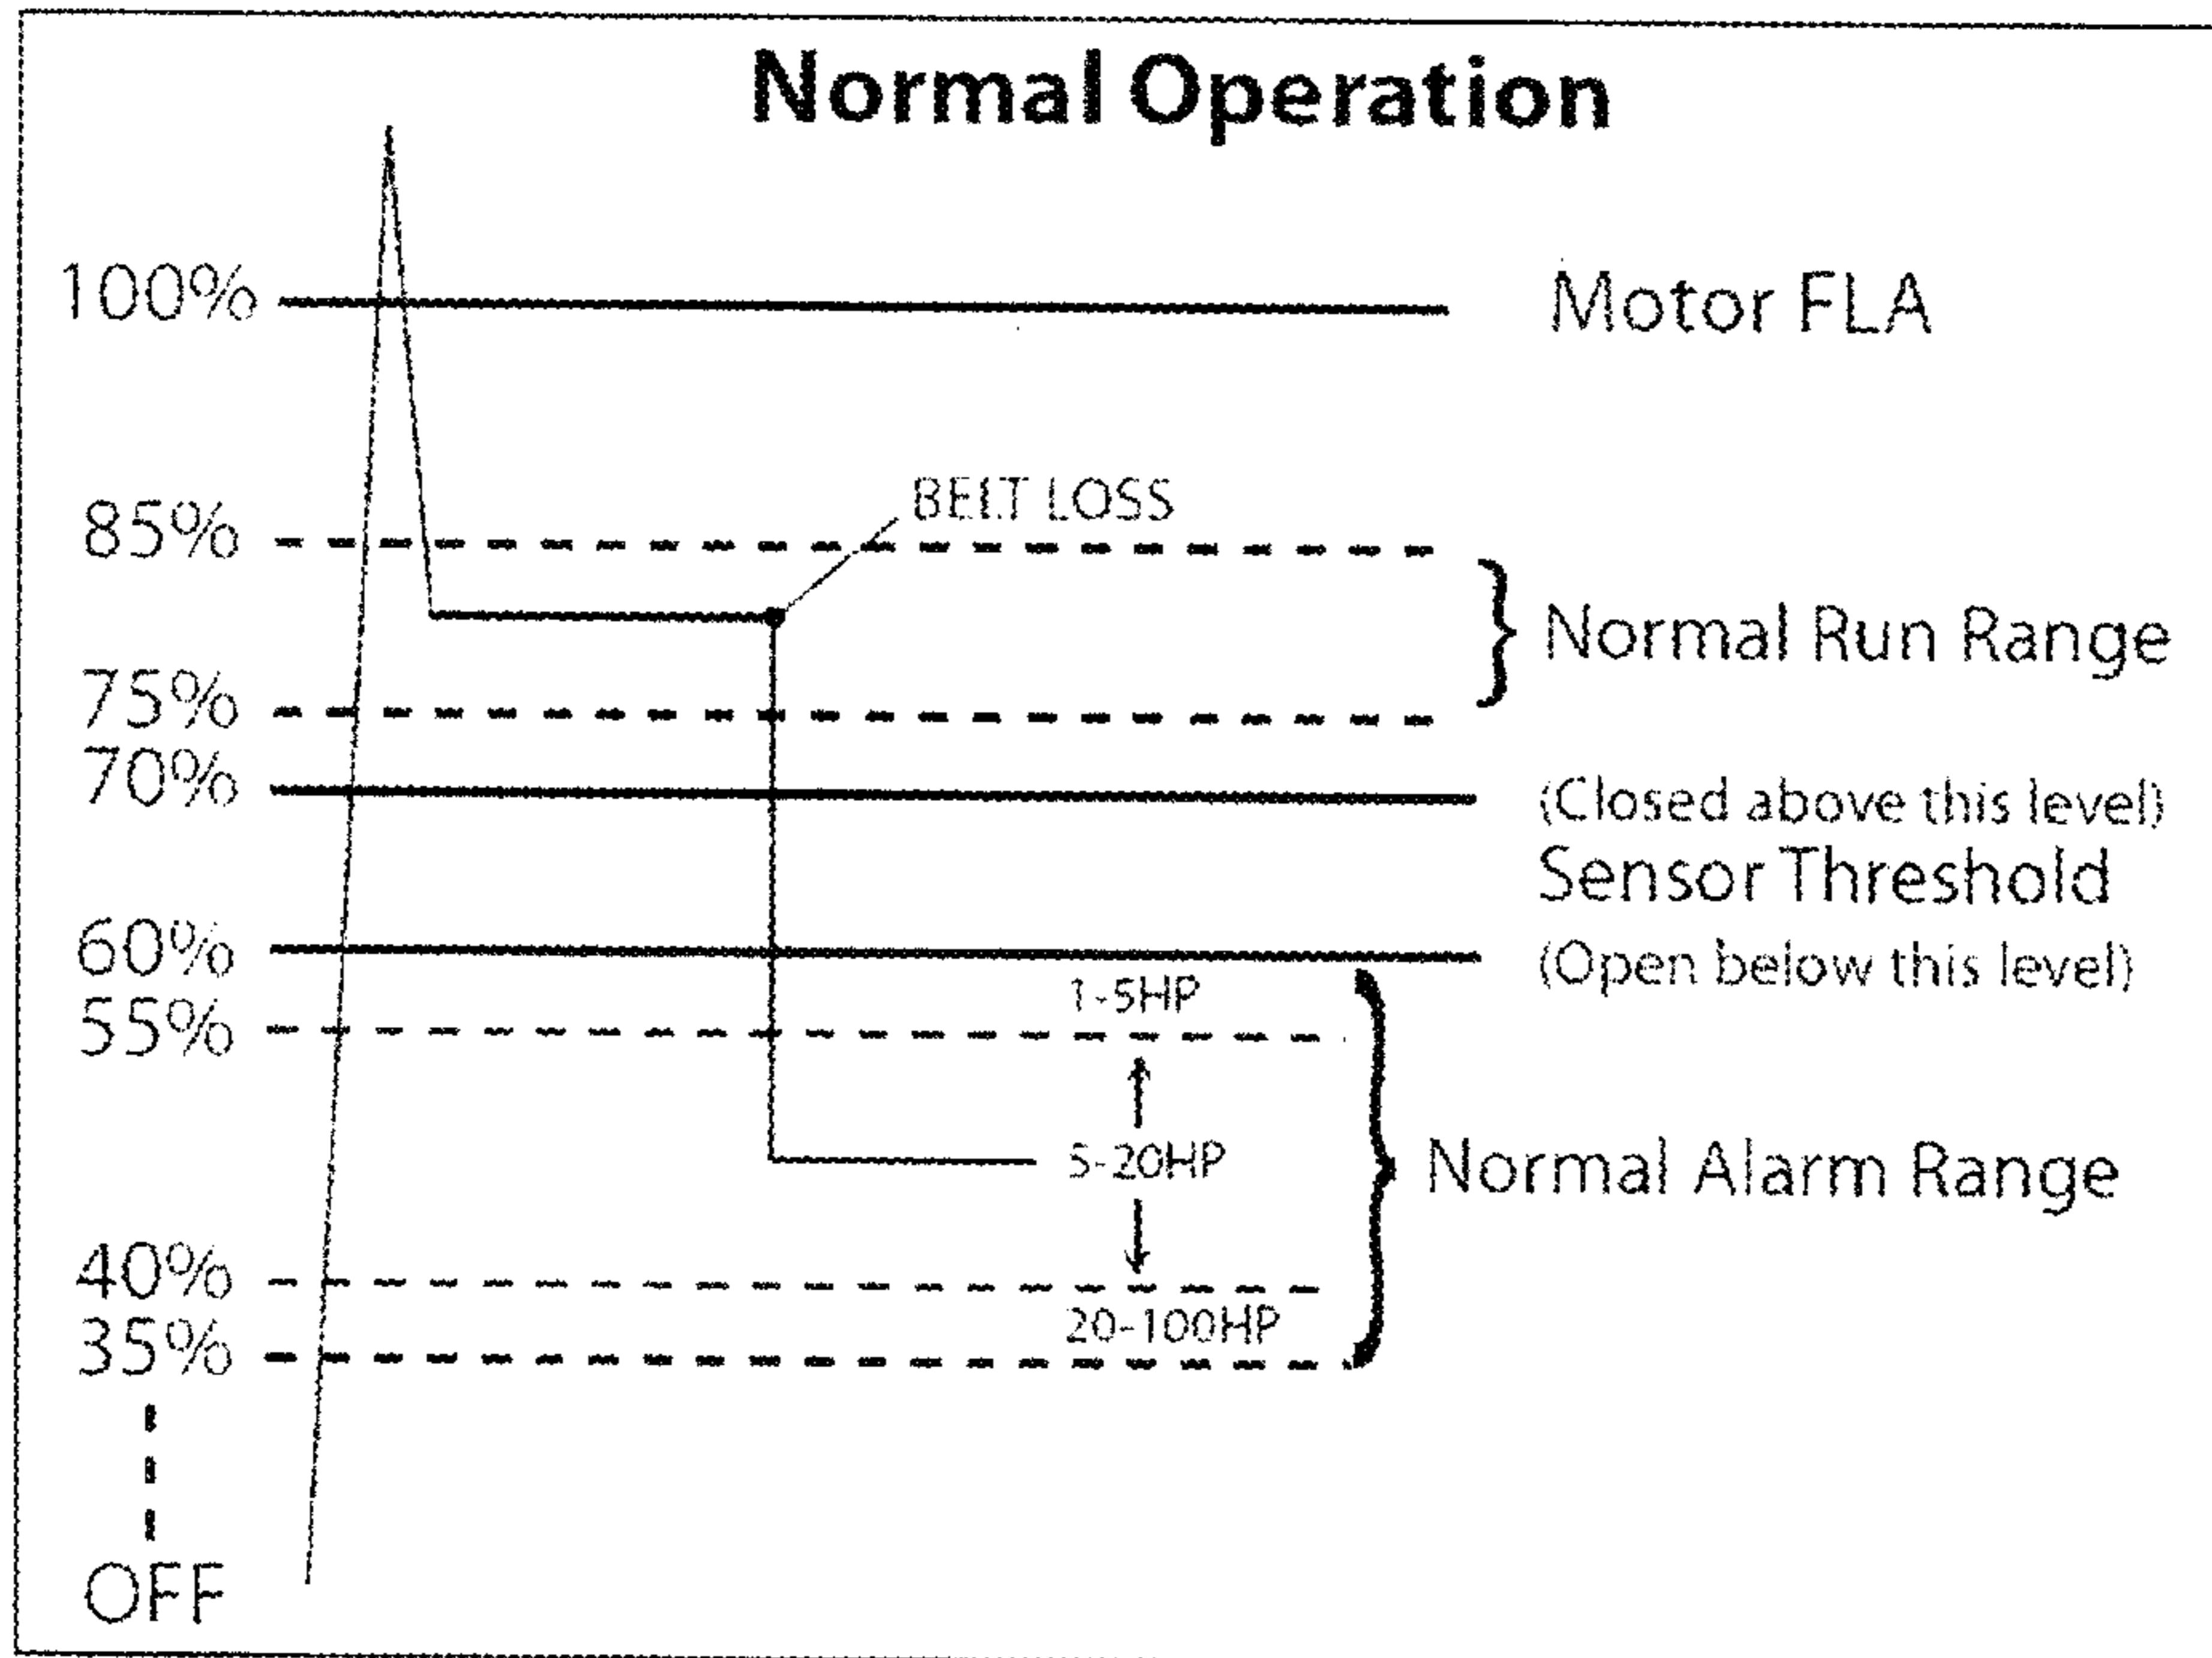 Normal Operation
100%
Motor FLA
BELT LOSS
85%
Normal Run Range
75%
70%
(Closed above this level)
Sensor Threshold
60%
(Open below this level)
1-5HP
55%
5-20HP
Normal Alarm Range
40%
20-100HP
35%
OFF